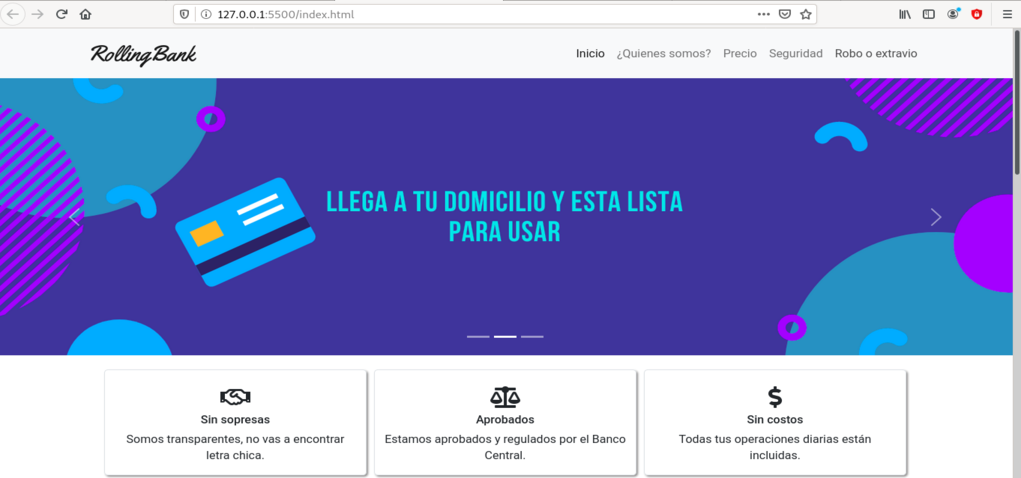 127.0.0.1:5500/index.html
RollingBank
Inicio ¿Quienes somos? Precio Seguridad Robo o extravio
LLEGA A TU DOMICILIO Y ESTA LISTA
PARA USAR
Sin sopresas
Somos transparentes, no vas a encontrar
letra chica.
Aprobados
Estamos aprobados y regulados por el Banco
Central.
Sin costos
Todas tus operaciones diarias están
incluidas.